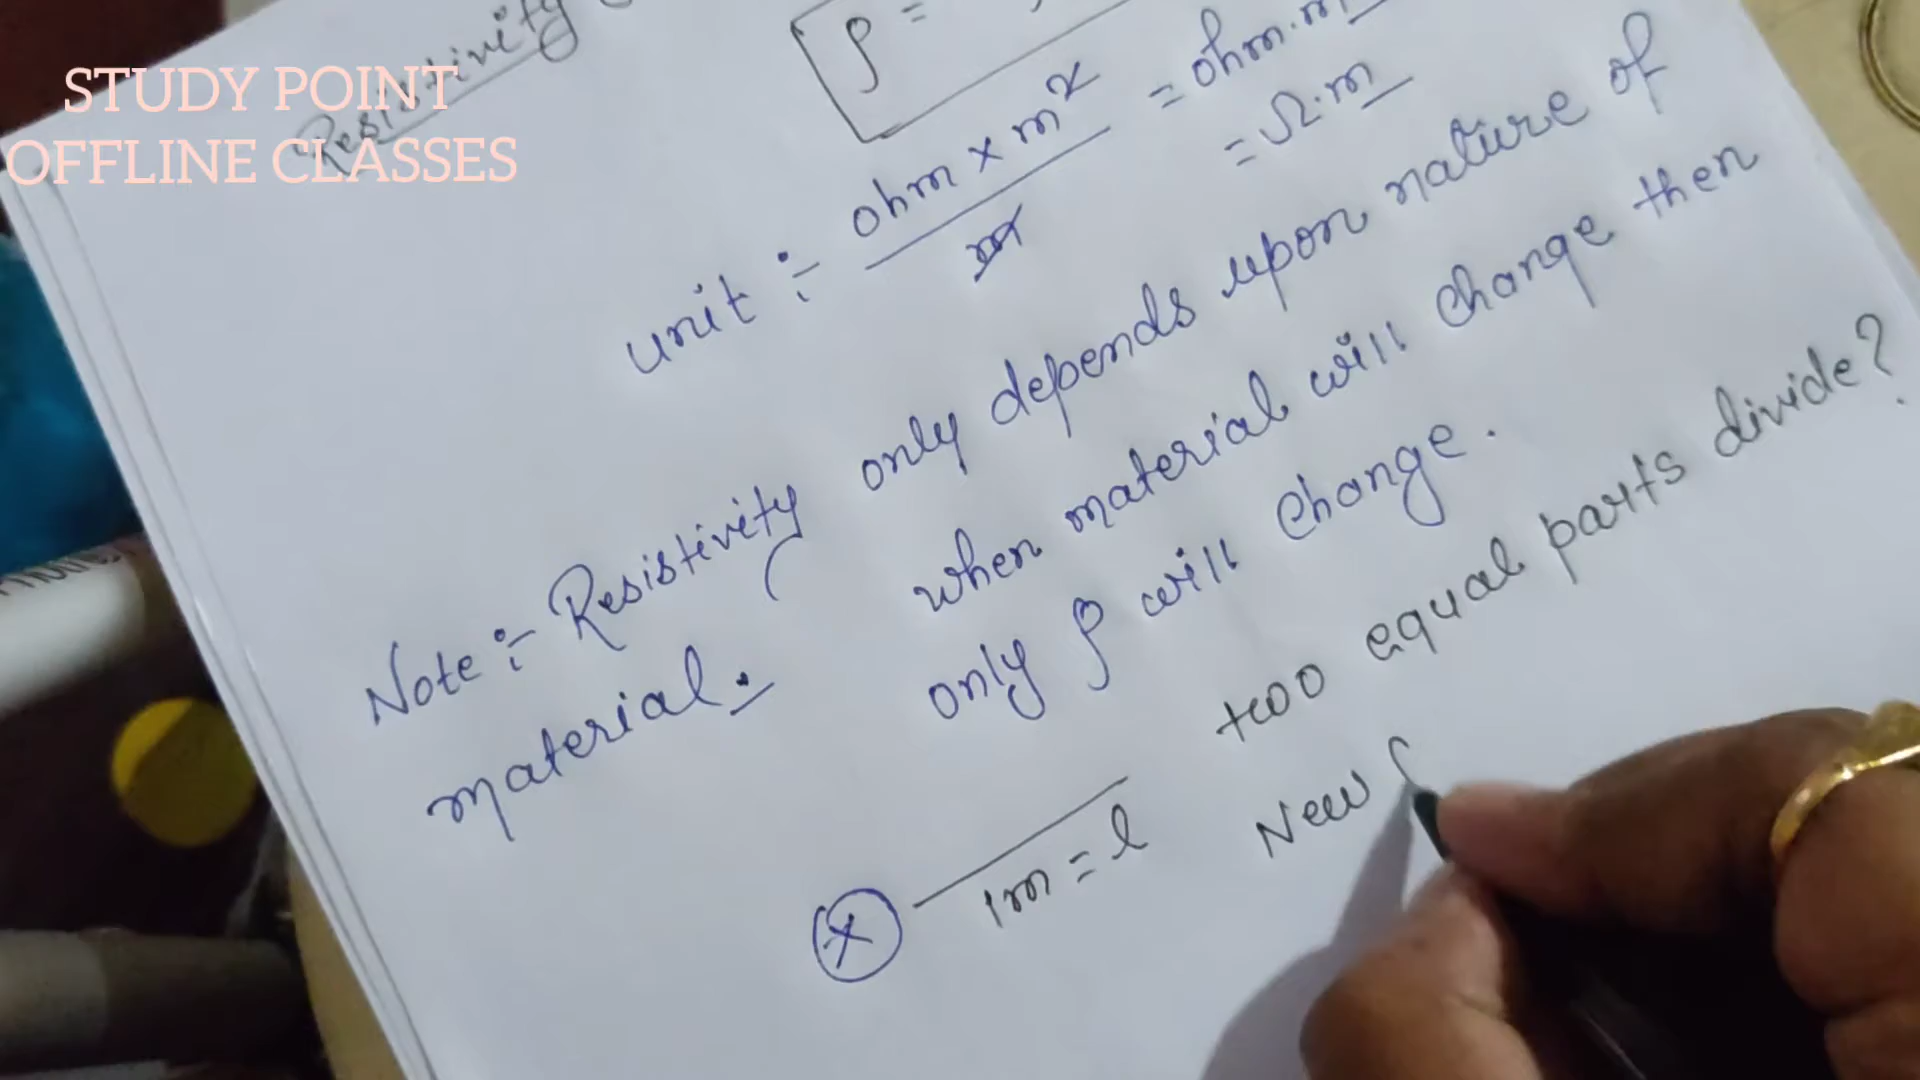 STUDY POINT
OFFLINE CLASSES
Resistivity
ρ =
unit :- ohm × m² / m = ohm.m
= Ω.m
Note :- Resistivity only depends upon nature of
material. when material will change then
only ρ will change.
two equal parts divide?
1m = l New